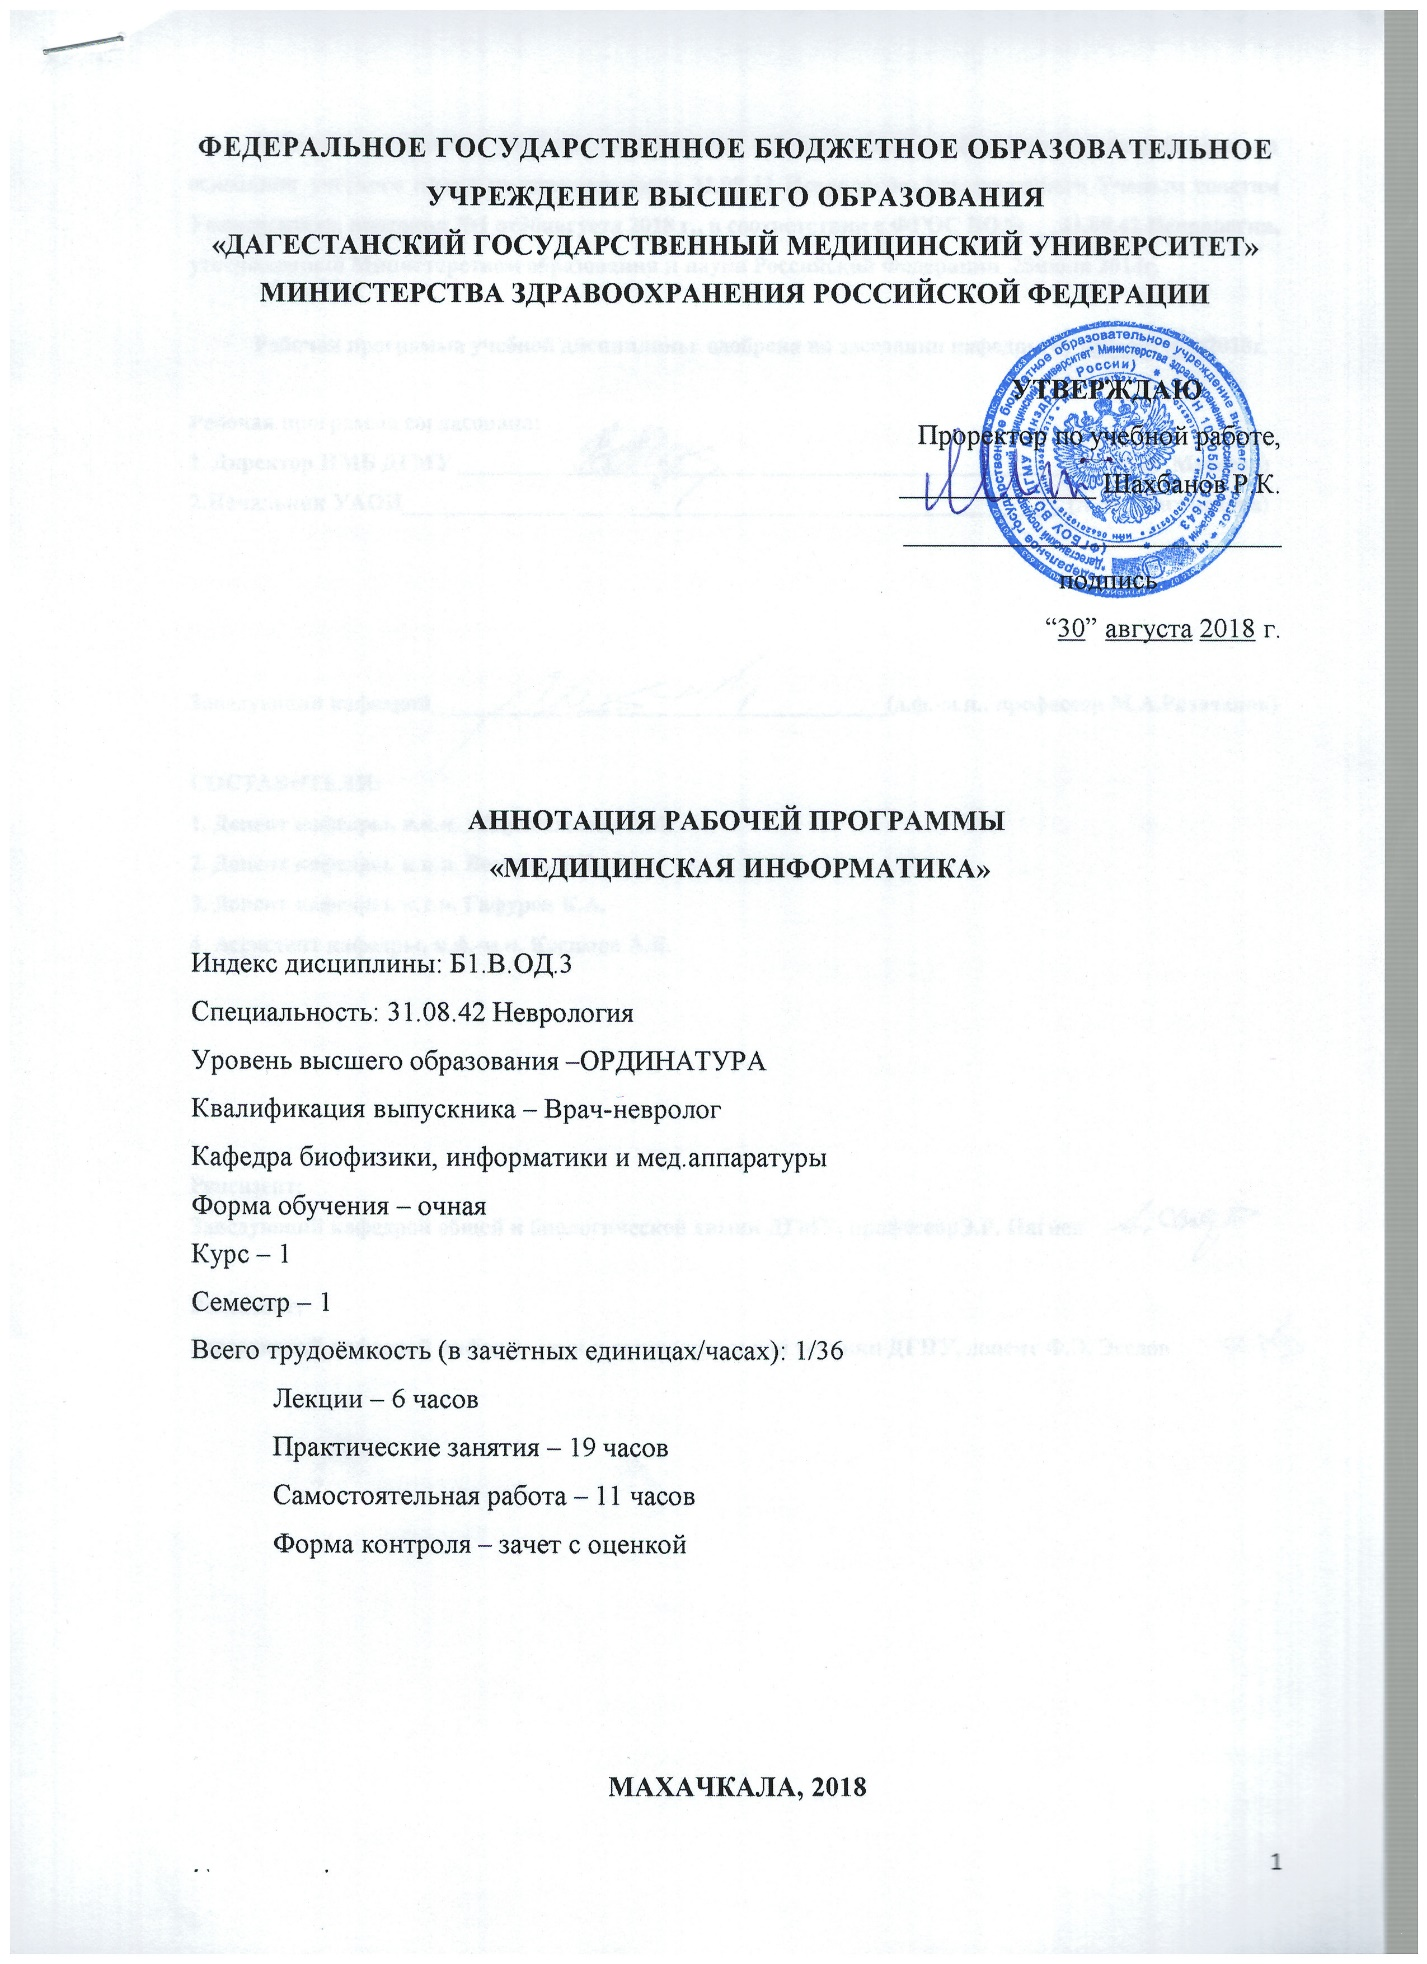 ФЕДЕРАЛЬНОЕ ГОСУДАРСТВЕННОЕ БЮДЖЕТНОЕ ОБРАЗОВАТЕЛЬНОЕ
УЧРЕЖДЕНИЕ ВЫСШЕГО ОБРАЗОВАНИЯ
«ДАГЕСТАНСКИЙ ГОСУДАРСТВЕННЫЙ МЕДИЦИНСКИЙ УНИВЕРСИТЕТ»
МИНИСТЕРСТВА ЗДРАВООХРАНЕНИЯ РОССИЙСКОЙ ФЕДЕРАЦИИ
УТВЕРЖДАЮ
Проректор по учебной работе,
Шахбанов Р.К.
подпись
“30” августа 2018 г.
АННОТАЦИЯ РАБОЧЕЙ ПРОГРАММЫ
«МЕДИЦИНСКАЯ ИНФОРМАТИКА»
Индекс дисциплины: Б1.В.ОД.3
Специальность: 31.08.42 Неврология
Уровень высшего образования –ОРДИНАТУРА
Квалификация выпускника – Врач-невролог
Кафедра биофизики, информатики и мед.аппаратуры
Форма обучения – очная
Курс – 1
Семестр – 1
Всего трудоёмкость (в зачётных единицах/часах): 1/36
Лекции – 6 часов
Практические занятия – 19 часов
Самостоятельная работа – 11 часов
Форма контроля – зачет с оценкой
МАХАЧКАЛА, 2018
1